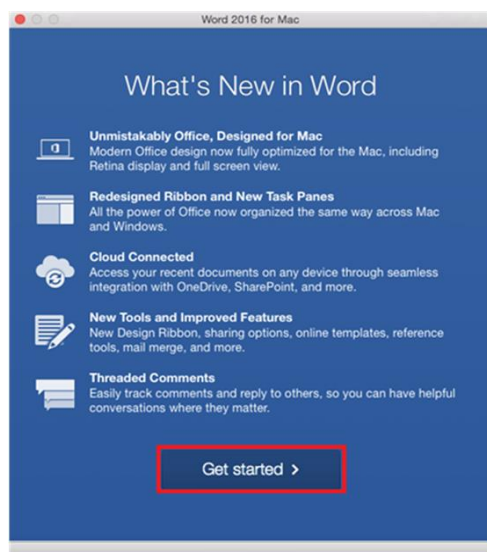 Word 2016 for Mac
What's New in Word
Unmistakably Office, Designed for Mac
Modern Office design now fully optimized for the Mac, including
Retina display and full screen view.
Redesigned Ribbon and New Task Panes
All the power of Office now organized the same way across Mac
and Windows.
Cloud Connected
Access your recent documents on any device through seamless
integration with OneDrive, SharePoint, and more.
New Tools and Improved Features
New Design Ribbon, sharing options, online templates, reference
tools, mail merge, and more.
Threaded Comments
Easily track comments and reply to others, so you can have helpful
conversations where they matter.
Get started >